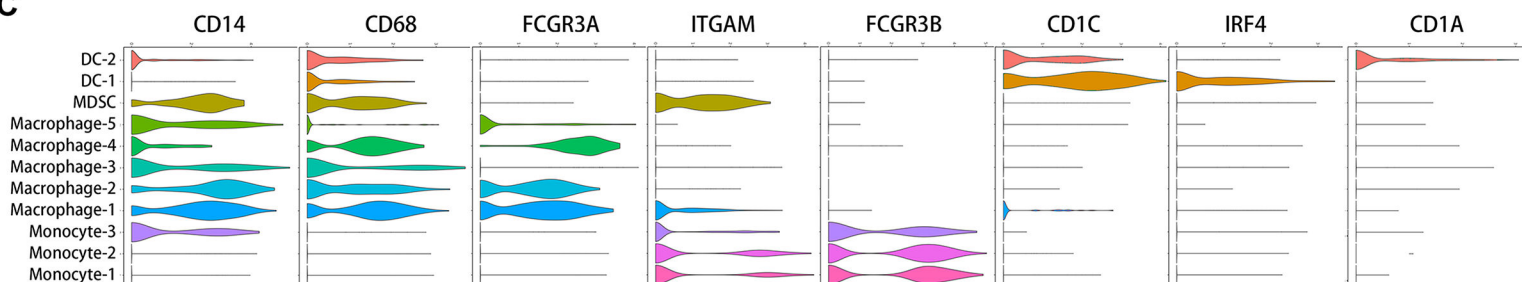 C
CD14 CD68 FCGR3A ITGAM FCGR3B CD1C IRF4 CD1A
DC-2
DC-1
MDSC
Macrophage-5
Macrophage-4
Macrophage-3
Macrophage-2
Macrophage-1
Monocyte-3
Monocyte-2
Monocyte-1